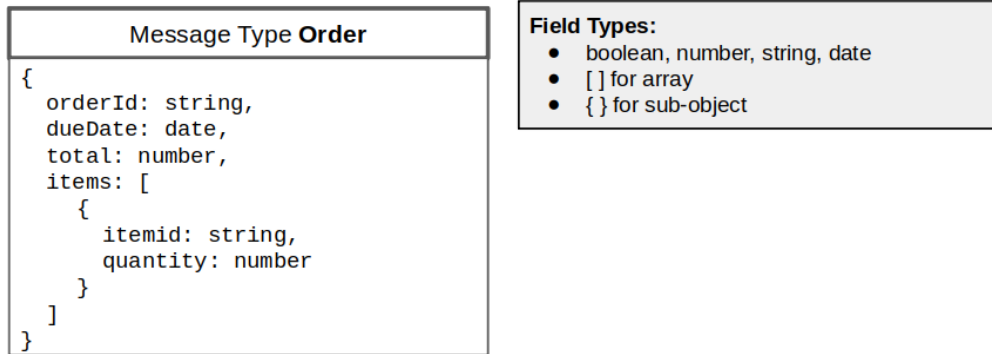 Message Type Order
{
orderId: string,
dueDate: date,
total: number,
items: [
{
itemid: string,
quantity: number
}
]
}
Field Types:
● boolean, number, string, date
● [ ] for array
● { } for sub-object